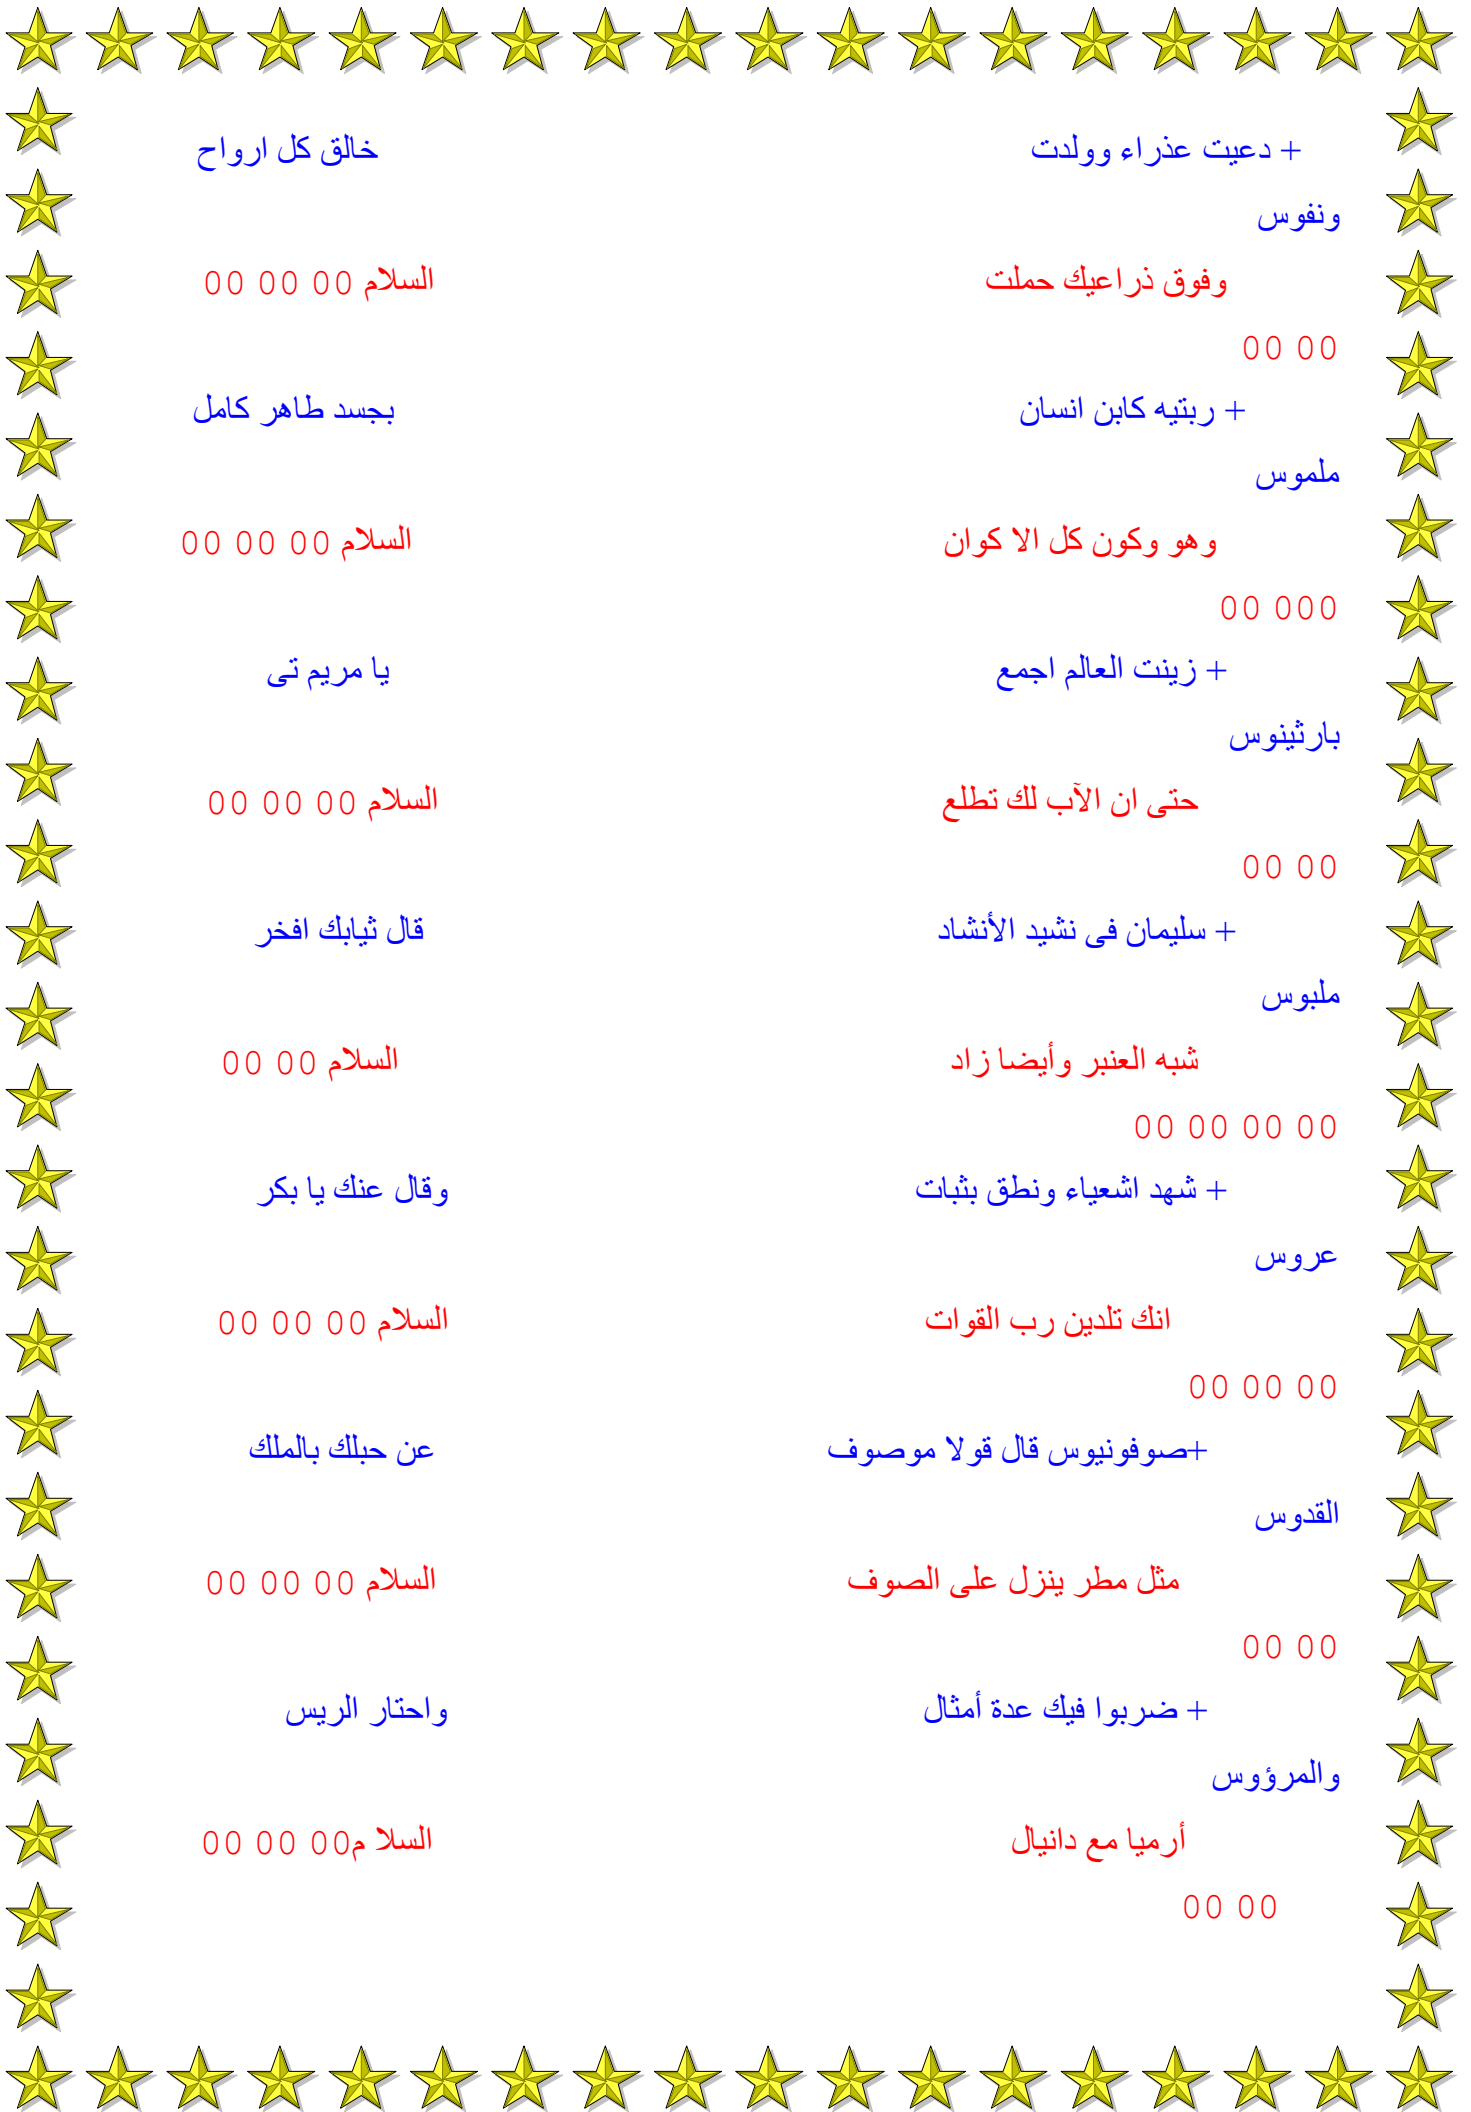 + دعيت عذراء وولدت خالق كل ارواح
ونفوس
وفوق ذراعيك حملت السلام 00 00 00
00 00
+ ربتيه كابن انسان بجسد طاهر كامل
ملموس
وهو وكون كل الا كوان السلام 00 00 00
000 00
+ زينت العالم اجمع يا مريم تى
بارثينوس
حتى ان الآب لك تطلع السلام 00 00 00
00 00
+ سليمان فى نشيد الأنشاد قال ثيابك افخر
ملبوس
شبه العنبر وأيضا زاد السلام 00 00
00 00 00 00
+ شهد اشعياء ونطق بثبات وقال عنك يا بكر
عروس
انك تلدين رب القوات السلام 00 00 00
00 00 00
+صوفونيوس قال قولا موصوف عن حبلك بالملك
القدوس
مثل مطر ينزل على الصوف السلام 00 00 00
00 00
+ ضربوا فيك عدة أمثال واحتار الريس
والمرؤوس
أرميا مع دانيال السلا م00 00 00
00 00